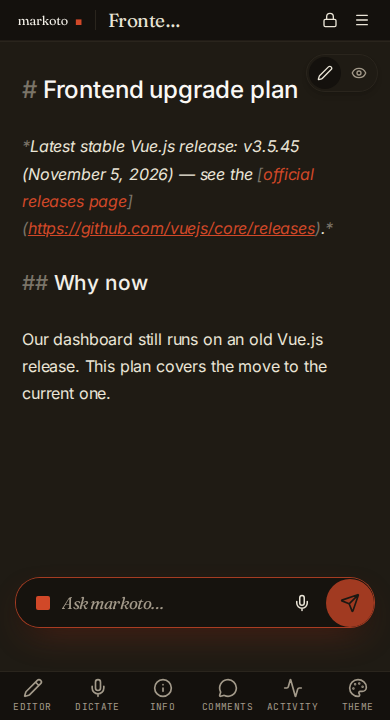 markoto
Fronte...
# Frontend upgrade plan
*Latest stable Vue.js release: v3.5.45
(November 5, 2026) — see the [official
releases page]
(https://github.com/vuejs/core/releases).*
## Why now
Our dashboard still runs on an old Vue.js
release. This plan covers the move to the
current one.
Ask markoto...
EDITOR DICTATE INFO COMMENTS ACTIVITY THEME